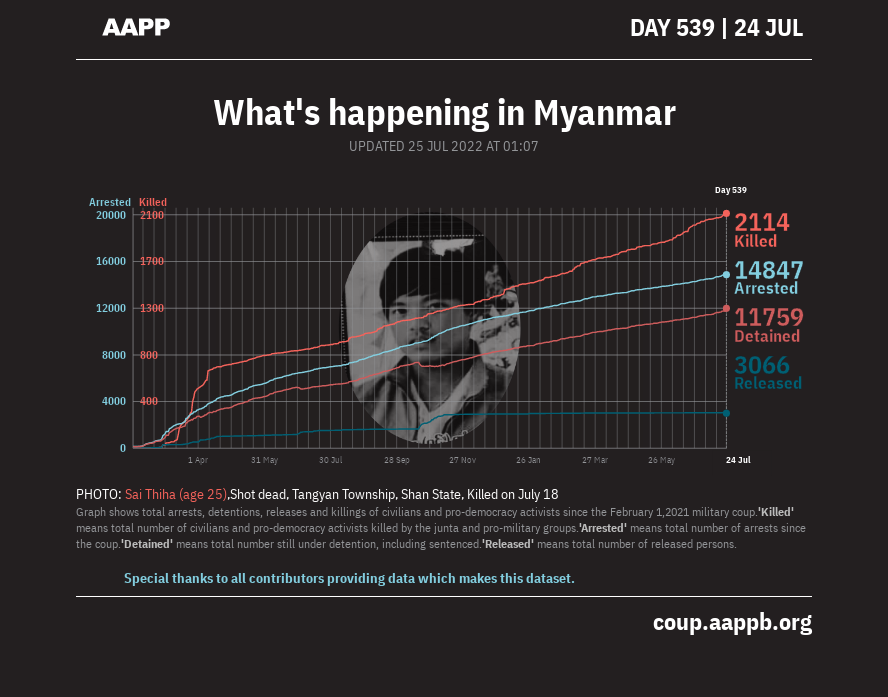 AAPP
DAY 539 | 24 JUL
What's happening in Myanmar
UPDATED 25 JUL 2022 AT 01:07
Day 539
Arrested Killed
20000 2100
16000 1700
12000 1300
8000 800
4000 400
0
2114
Killed
14847
Arrested
11759
Detained
3066
Released
1 Apr 31 May 30 Jul 28 Sep 27 Nov 26 Jan 27 Mar 26 May 24 Jul
PHOTO: Sai Thiha (age 25),Shot dead, Tangyan Township, Shan State, Killed on July 18
Graph shows total arrests, detentions, releases and killings of civilians and pro-democracy activists since the February 1,2021 military coup.'Killed'
means total number of civilians and pro-democracy activists killed by the junta and pro-military groups.'Arrested' means total number of arrests since
the coup.'Detained' means total number still under detention, including sentenced.'Released' means total number of released persons.
Special thanks to all contributors providing data which makes this dataset.
coup.aappb.org